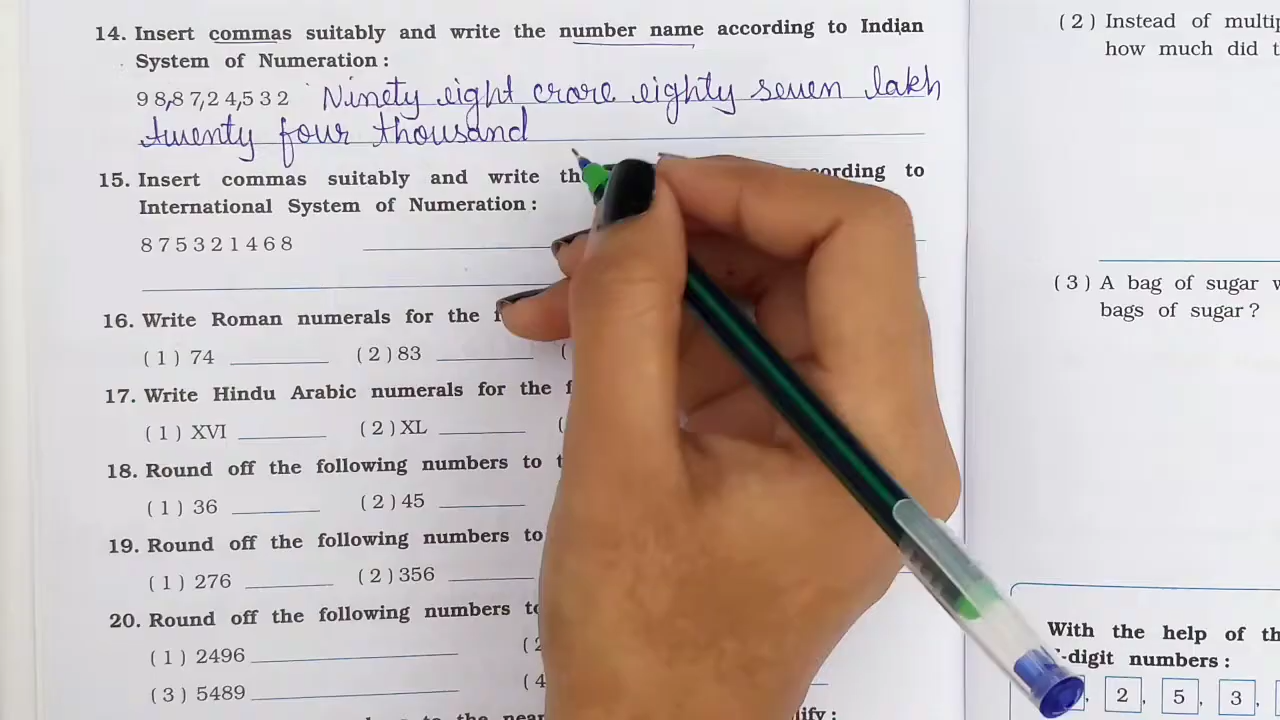 14. Insert commas suitably and write the number name according to Indian
System of Numeration :
9 8,8 7,2 4,5 3 2 Ninety eight crore eighty seven lakh
twenty four thousand
15. Insert commas suitably and write according to
International System of Numeration :
8 7 5 3 2 1 4 6 8
16. Write Roman numerals for the
( 1 ) 74 ( 2 ) 83
17. Write Hindu Arabic numerals for the
( 1 ) XVI ( 2 ) XL
18. Round off the following numbers to
( 1 ) 36 ( 2 ) 45
19. Round off the following numbers to
( 1 ) 276 ( 2 ) 356
20. Round off the following numbers
( 1 ) 2496
( 3 ) 5489 ( 4
( 2 ) Instead of
how much did
( 3 ) A bag of sugar
bags of sugar ?
With the help of
-digit numbers :
, 2 , 5 , 3 ,